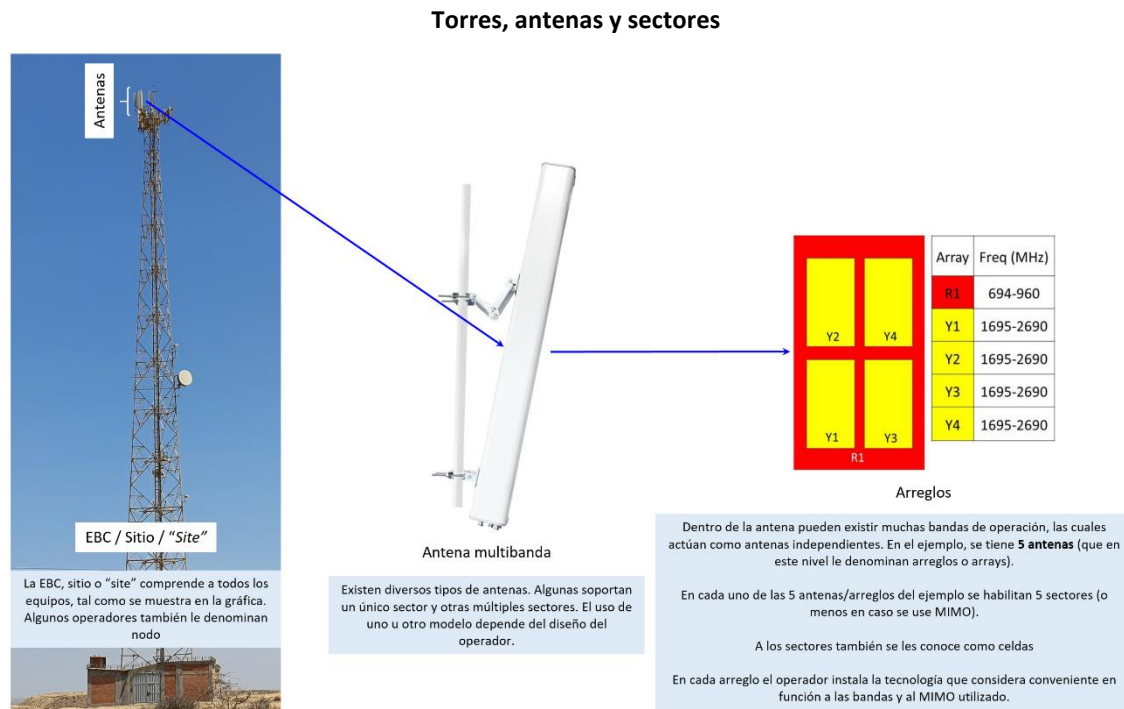 Torres, antenas y sectores
Antenas
EBC / Sitio / “Site”
La EBC, sitio o “site” comprende a todos los
equipos, tal como se muestra en la gráfica.
Algunos operadores también le denominan
nodo
Antena multibanda
Existen diversos tipos de antenas. Algunas soportan
un único sector y otras múltiples sectores. El uso de
uno u otro modelo depende del diseño del
operador.
Y2 Y4
Y1 Y3
R1
Array Freq (MHz)
R1 694-960
Y1 1695-2690
Y2 1695-2690
Y3 1695-2690
Y4 1695-2690
Arreglos
Dentro de la antena pueden existir muchas bandas de operación, las cuales
actúan como antenas independientes. En el ejemplo, se tiene 5 antenas (que en
este nivel le denominan arreglos o arrays).
En cada uno de las 5 antenas/arreglos del ejemplo se habilitan 5 sectores (o
menos en caso se use MIMO).
A los sectores también se les conoce como celdas
En cada arreglo el operador instala la tecnología que considera conveniente en
función a las bandas y al MIMO utilizado.